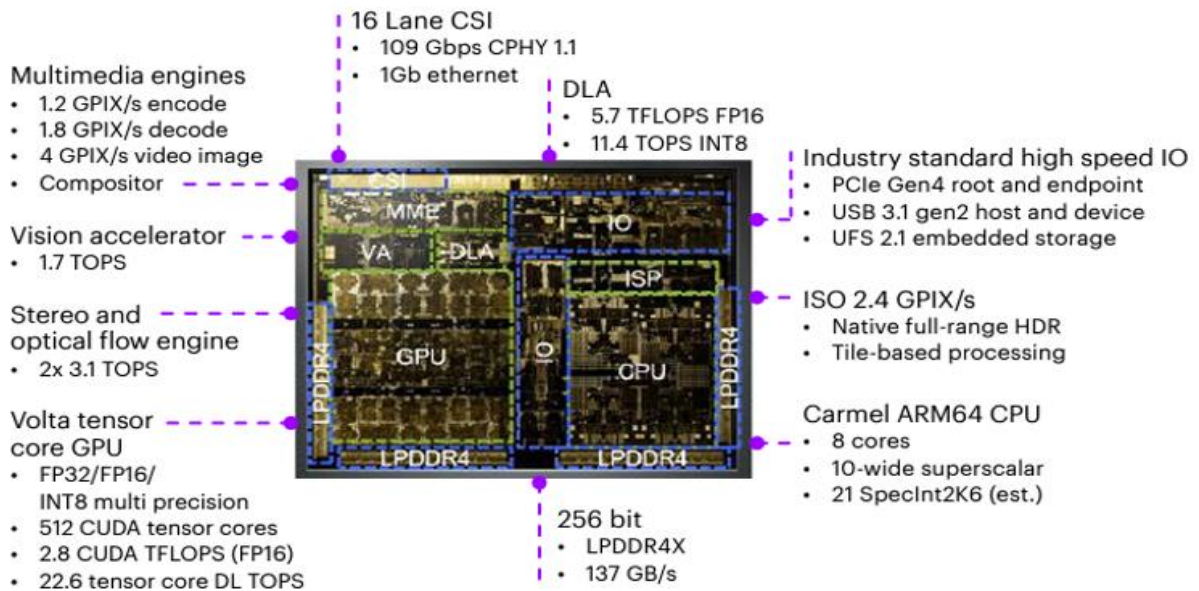 16 Lane CSI
• 109 Gbps CPHY 1.1
• 1Gb ethernet
Multimedia engines
• 1.2 GPIX/s encode
• 1.8 GPIX/s decode
• 4 GPIX/s video image
• Compositor
DLA
• 5.7 TFLOPS FP16
• 11.4 TOPS INT8
Industry standard high speed IO
• PCIe Gen4 root and endpoint
• USB 3.1 gen2 host and device
• UFS 2.1 embedded storage
Vision accelerator
• 1.7 TOPS
Stereo and
optical flow engine
• 2x 3.1 TOPS
ISO 2.4 GPIX/s
• Native full-range HDR
• Tile-based processing
Volta tensor
core GPU
• FP32/FP16/
INT8 multi precision
• 512 CUDA tensor cores
• 2.8 CUDA TFLOPS (FP16)
• 22.6 tensor core DL TOPS
Carmel ARM64 CPU
• 8 cores
• 10-wide superscalar
• 21 SpecInt2K6 (est.)
256 bit
• LPDDR4X
• 137 GB/s
CSI
MME
IO
VA
DLA
ISP
LPDDR4
GPU
IO
CPU
LPDDR4
LPDDR4
LPDDR4